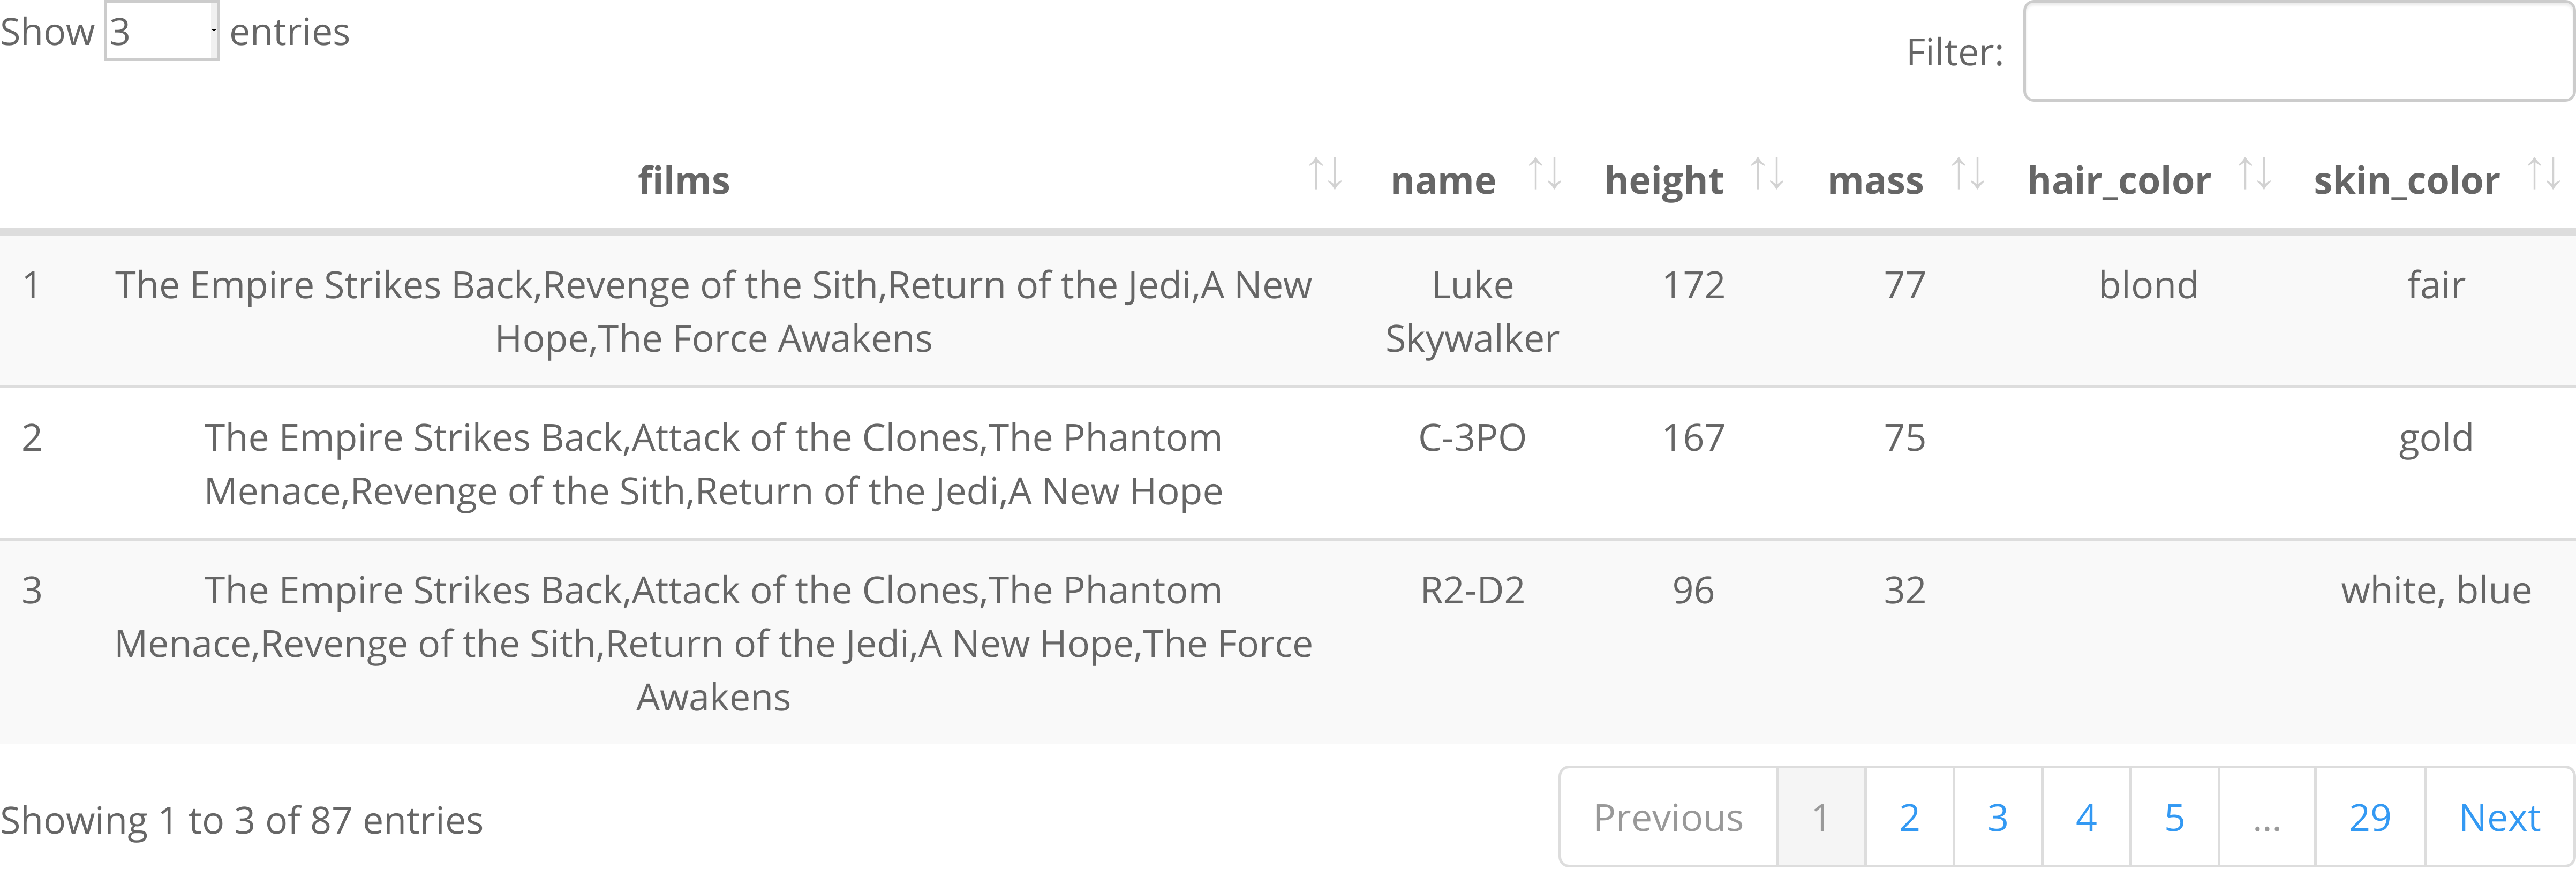 Show 3 entries
Filter:
films name height mass hair_color skin_color
1 The Empire Strikes Back,Revenge of the Sith,Return of the Jedi,A New Luke 172 77 blond fair
Hope,The Force Awakens Skywalker
2 The Empire Strikes Back,Attack of the Clones,The Phantom C-3PO 167 75 gold
Menace,Revenge of the Sith,Return of the Jedi,A New Hope
3 The Empire Strikes Back,Attack of the Clones,The Phantom R2-D2 96 32 white, blue
Menace,Revenge of the Sith,Return of the Jedi,A New Hope,The Force
Awakens
Showing 1 to 3 of 87 entries
Previous 1 2 3 4 5 … 29 Next